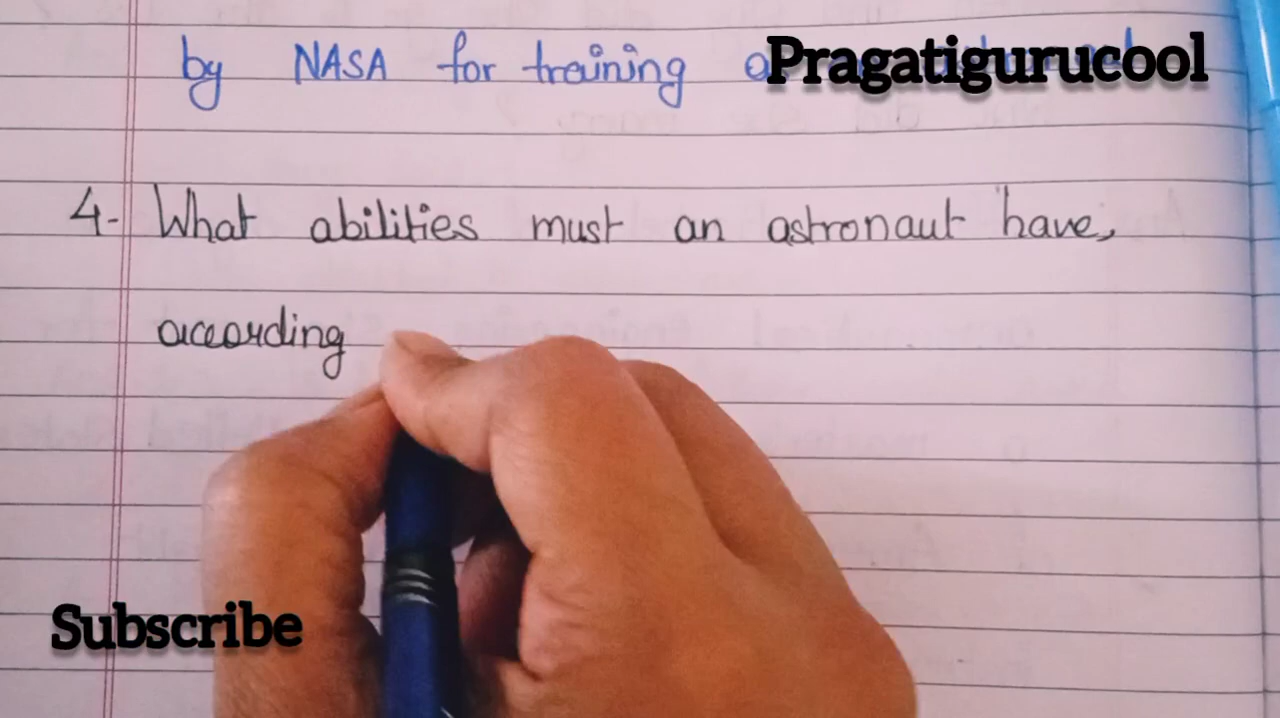 by NASA for training
Pragatigurucool
4- What abilities must an astronaut have,
according
Subscribe